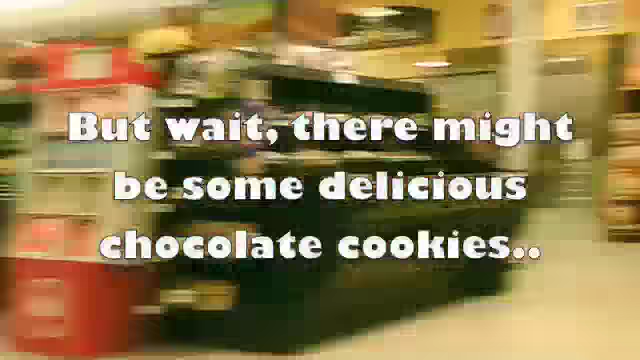 But wait, there might
be some delicious
chocolate cookies..